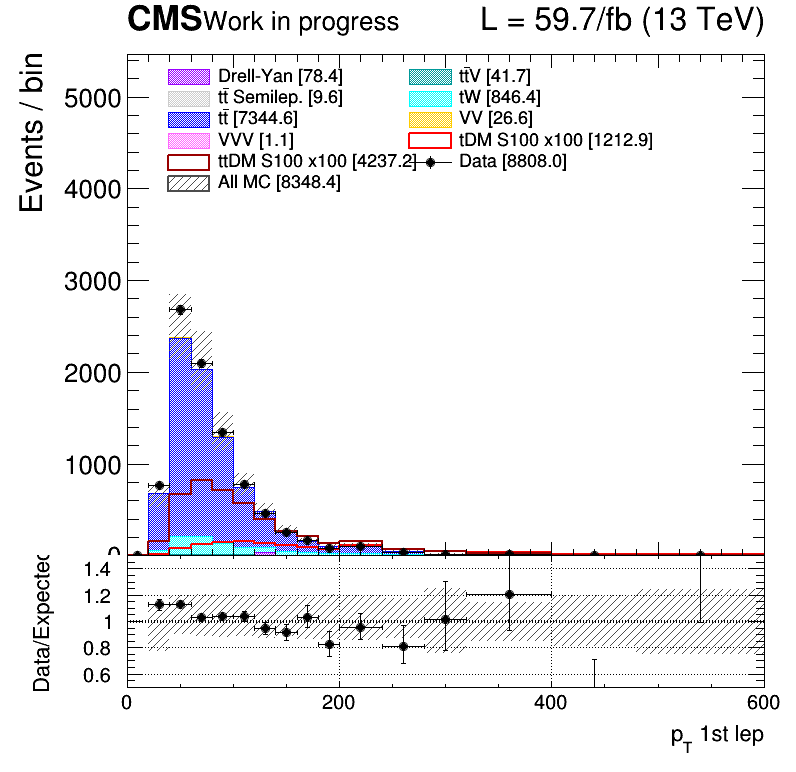 CMS Work in progress L = 59.7/fb (13 TeV)
Events / bin
Drell-Yan [78.4] tt̄V [41.7]
tt̄ Semilep. [9.6] tW [846.4]
tt̄ [7344.6] VV [26.6]
VVV [1.1] tDM S100 x100 [1212.9]
ttDM S100 x100 [4237.2] Data [8808.0]
All MC [8348.4]
5000
4000
3000
2000
1000
0
Data/Expected
1.4
1.2
1
0.8
0.6
0 200 400 600
p_T 1st lep